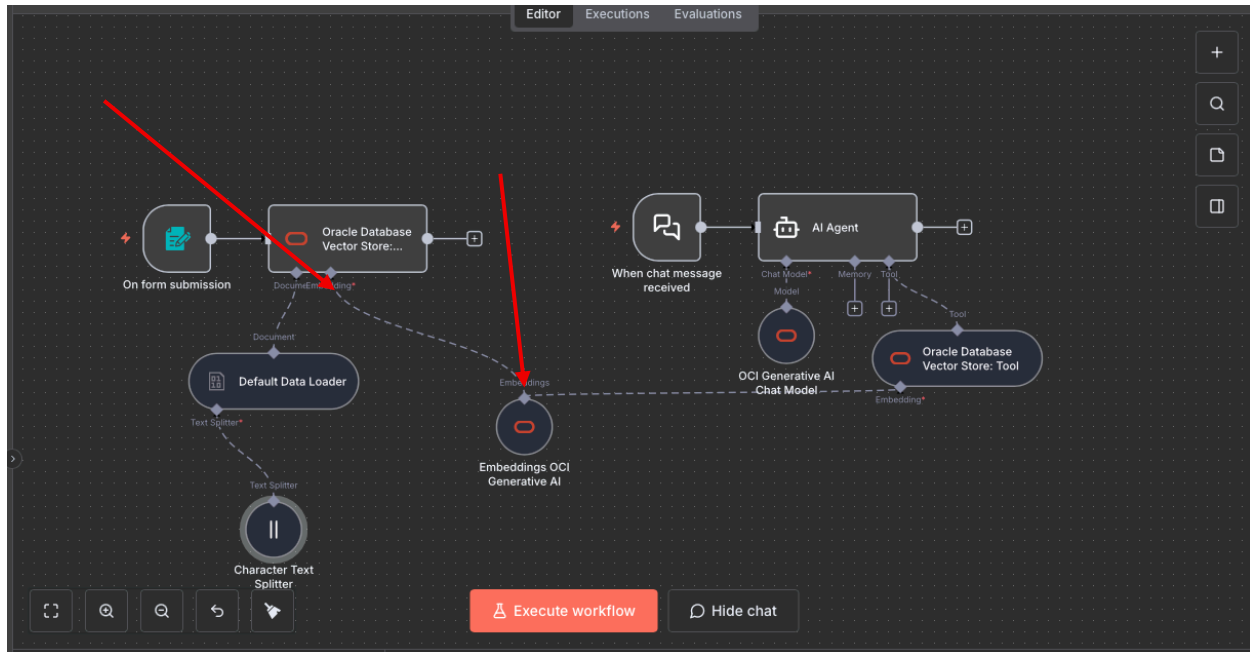 Editor Executions Evaluations
Oracle Database
Vector Store:...
On form submission
Document
Embedding*
Document
Default Data Loader
Text Splitter*
Text Splitter
Character Text
Splitter
Embeddings
Embeddings OCI
Generative AI
When chat message
received
AI Agent
Chat Model* Memory Tool
Model
OCI Generative AI
Chat Model
Tool
Oracle Database
Vector Store: Tool
Embedding*
Execute workflow
Hide chat